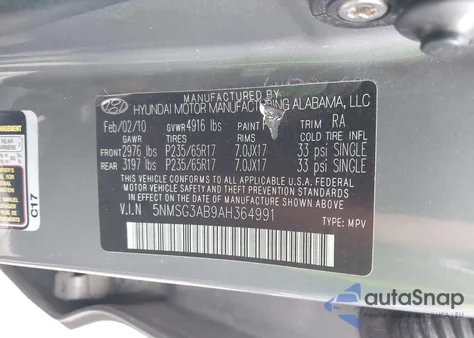 MANUFACTURED BY
HYUNDAI MOTOR MANUFACTURING ALABAMA, LLC
Feb/02/10 GVWR 4916 lbs PAINT TRIM RA
GAWR TIRES RIMS COLD TIRE INFL
FRONT 2976 lbs P235/65R17 7.0JX17 33 psi SINGLE
REAR 3197 lbs P235/65R17 7.0JX17 33 psi SINGLE
THIS VEHICLE CONFORMS TO ALL APPLICABLE U.S.A. FEDERAL
MOTOR VEHICLE SAFETY, BUMPER, AND THEFT PREVENTION
STANDARDS IN EFFECT ON THE DATE OF MANUFACTURE SHOWN ABOVE
V.I.N 5NMSG3AB9AH364991 TYPE: MPV
C17
autoSnap